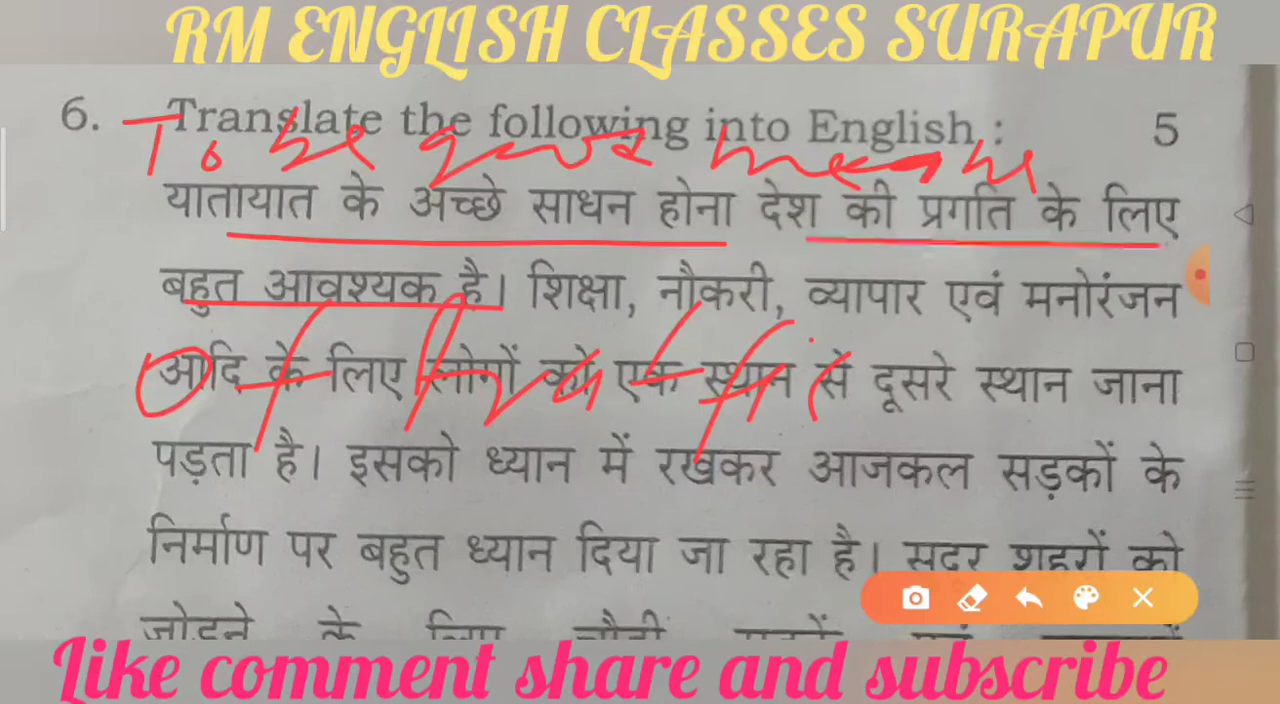 RM ENGLISH CLASSES SURAPUR
6. Translate the following into English : 5
To be
यातायात के अच्छे साधन होना देश की प्रगति के लिए
बहुत आवश्यक है। शिक्षा, नौकरी, व्यापार एवं मनोरंजन
आदि के लिए लोगों को एक स्थान से दूसरे स्थान जाना
पड़ता है। इसको ध्यान में रखकर आजकल सड़कों के
निर्माण पर बहुत ध्यान दिया जा रहा है। सुदूर शहरों को
जोड़ने के लिए चौड़ी
Like comment share and subscribe